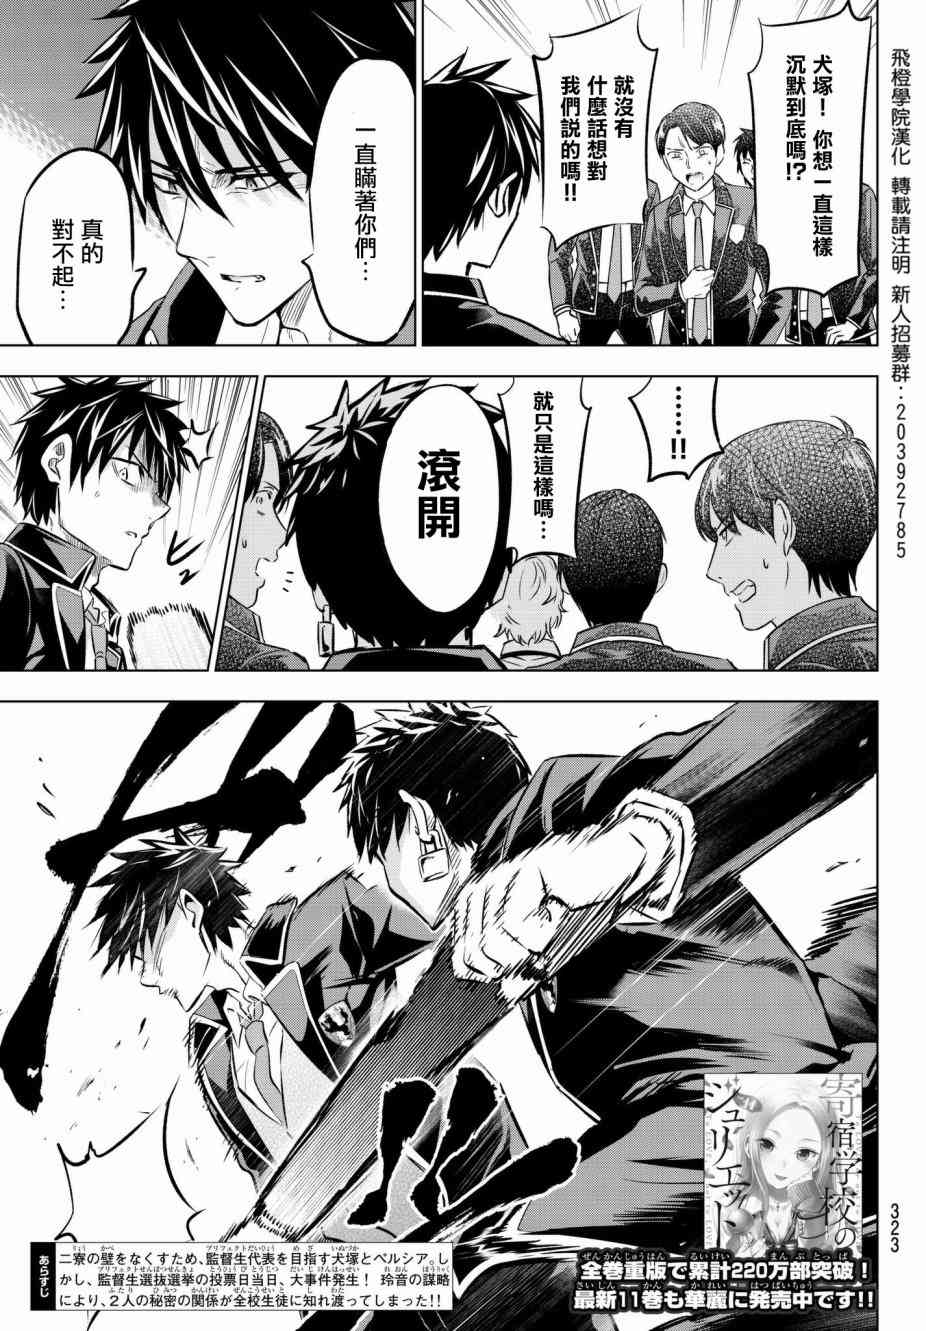 犬塚！你想一直這樣
沉默到底嗎!?
就沒有
什麼話想對
我們說的嗎!!
一直瞞著你們…
真的
對不起…
……!!
就只是這樣嗎…
滾開
飛橙學院漢化 轉載請注明 新人招募群：2039２785
寄宿学校の
ジュリエット
全巻重版で累計220万部突破！
最新11巻も華麗に発売中です!!
あらすじ
二寮の壁をなくすため、監督生代表を目指す犬塚とペルシア。し
かし、監督生選抜選挙の投票日当日、大事件発生！ 玲音の謀略
により、2人の秘密の関係が全校生徒に知れ渡ってしまった!!
323